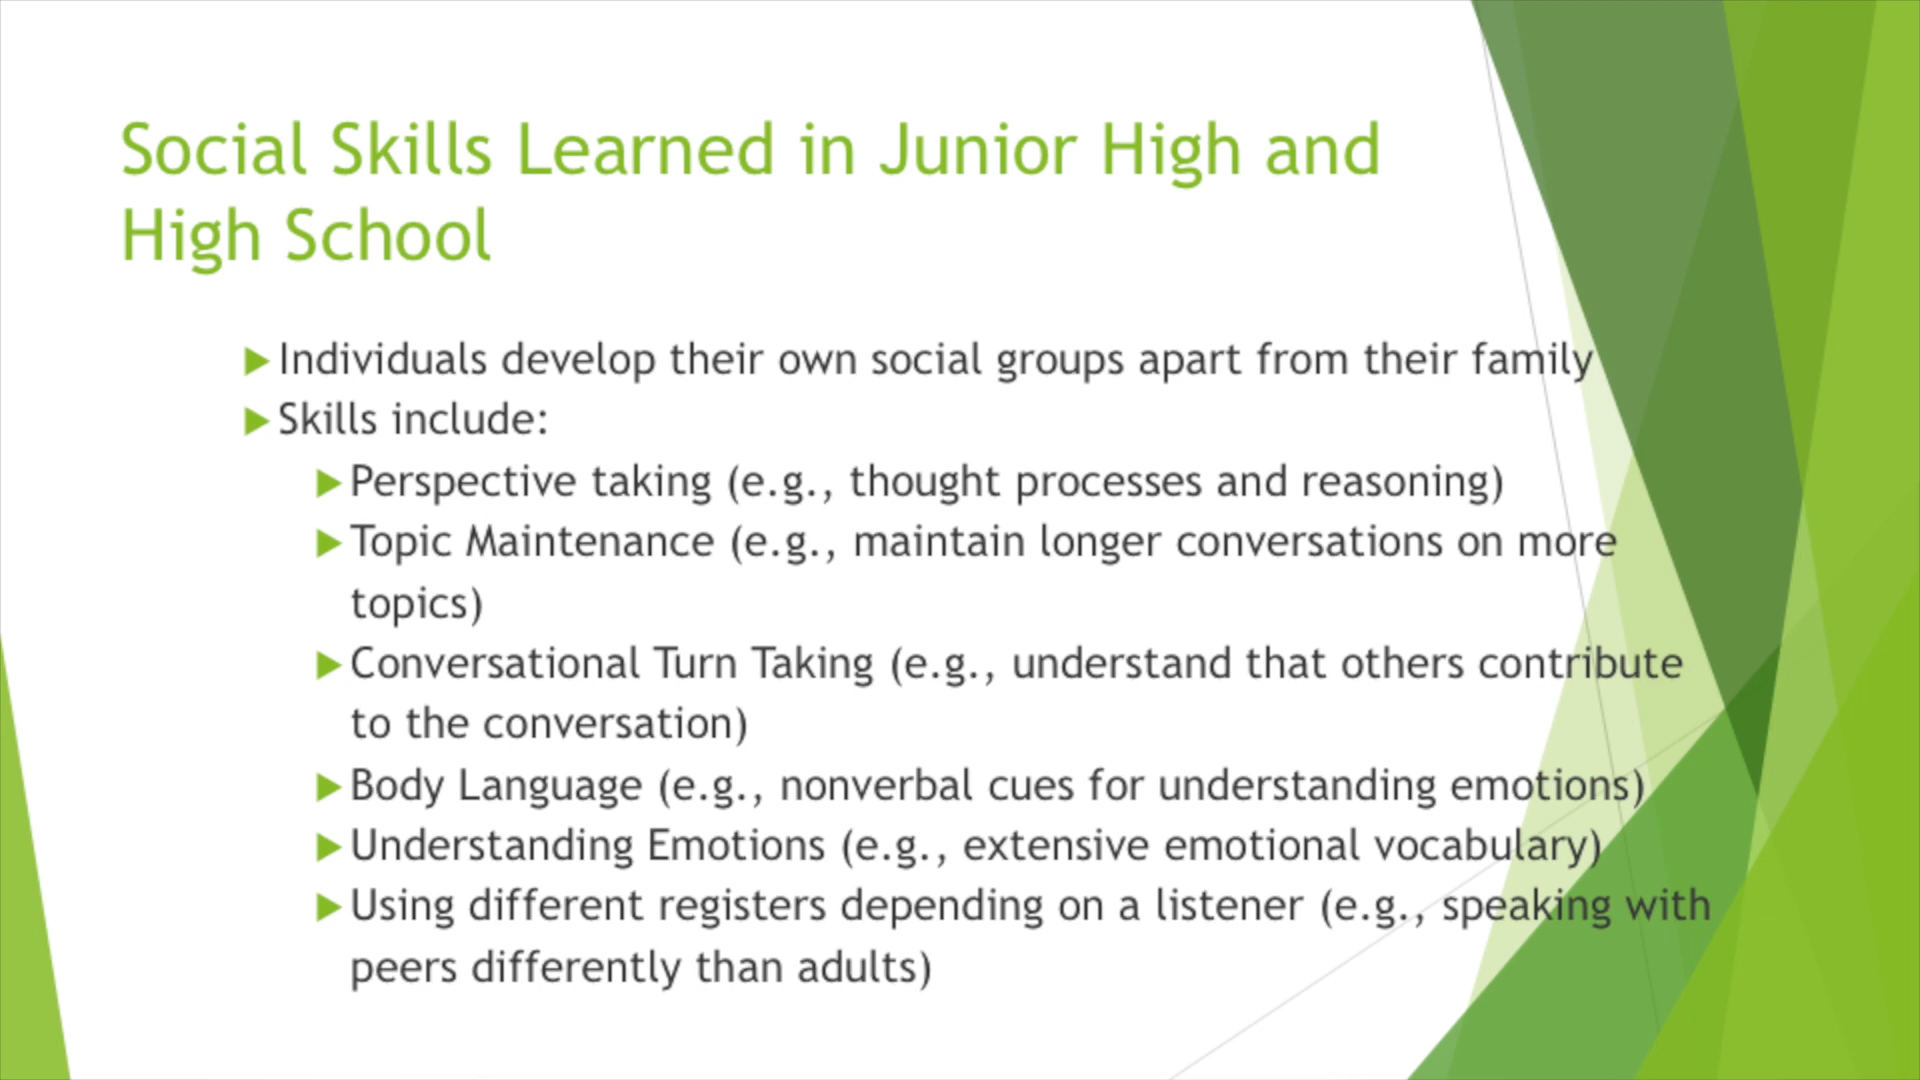 Social Skills Learned in Junior High and
High School
Individuals develop their own social groups apart from their family
Skills include:
Perspective taking (e.g., thought processes and reasoning)
Topic Maintenance (e.g., maintain longer conversations on more
topics)
Conversational Turn Taking (e.g., understand that others contribute
to the conversation)
Body Language (e.g., nonverbal cues for understanding emotions)
Understanding Emotions (e.g., extensive emotional vocabulary)
Using different registers depending on a listener (e.g., speaking with
peers differently than adults)